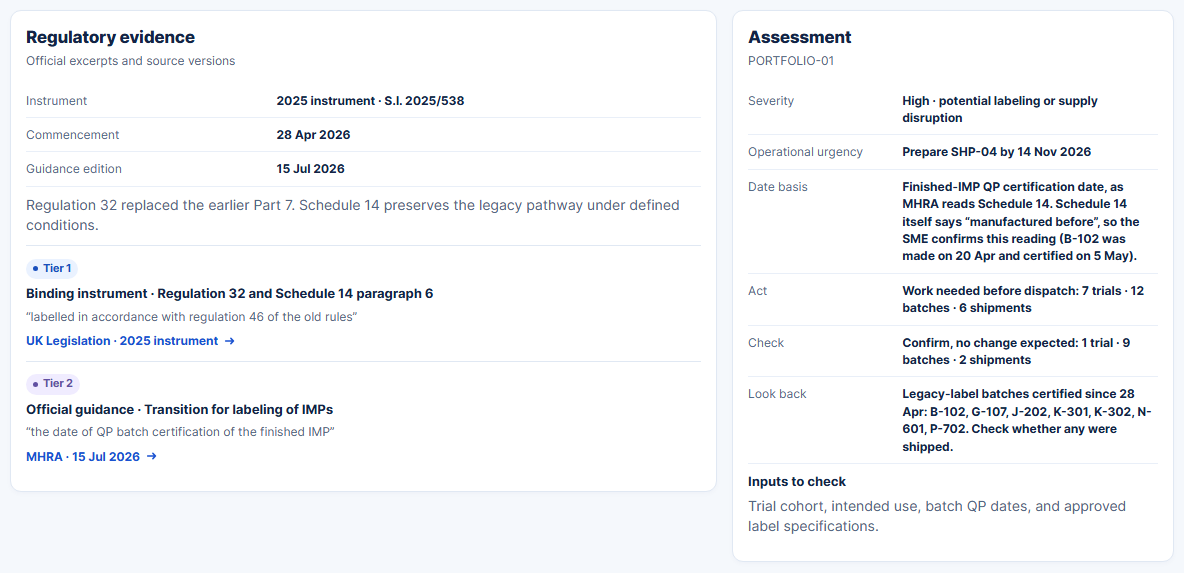 Regulatory evidence
Official excerpts and source versions
Instrument
2025 instrument · S.I. 2025/538
Commencement
28 Apr 2026
Guidance edition
15 Jul 2026
Regulation 32 replaced the earlier Part 7. Schedule 14 preserves the legacy pathway under defined
conditions.
Tier 1
Binding instrument · Regulation 32 and Schedule 14 paragraph 6
“labelled in accordance with regulation 46 of the old rules”
UK Legislation · 2025 instrument →
Tier 2
Official guidance · Transition for labeling of IMPs
“the date of QP batch certification of the finished IMP”
MHRA · 15 Jul 2026 →
Assessment
PORTFOLIO-01
Severity
High · potential labeling or supply
disruption
Operational urgency
Prepare SHP-04 by 14 Nov 2026
Date basis
Finished-IMP QP certification date, as
MHRA reads Schedule 14. Schedule 14
itself says “manufactured before”, so the
SME confirms this reading (B-102 was
made on 20 Apr and certified on 5 May).
Act
Work needed before dispatch: 7 trials · 12
batches · 6 shipments
Check
Confirm, no change expected: 1 trial · 9
batches · 2 shipments
Look back
Legacy-label batches certified since 28
Apr: B-102, G-107, J-202, K-301, K-302, N-
601, P-702. Check whether any were
shipped.
Inputs to check
Trial cohort, intended use, batch QP dates, and approved
label specifications.